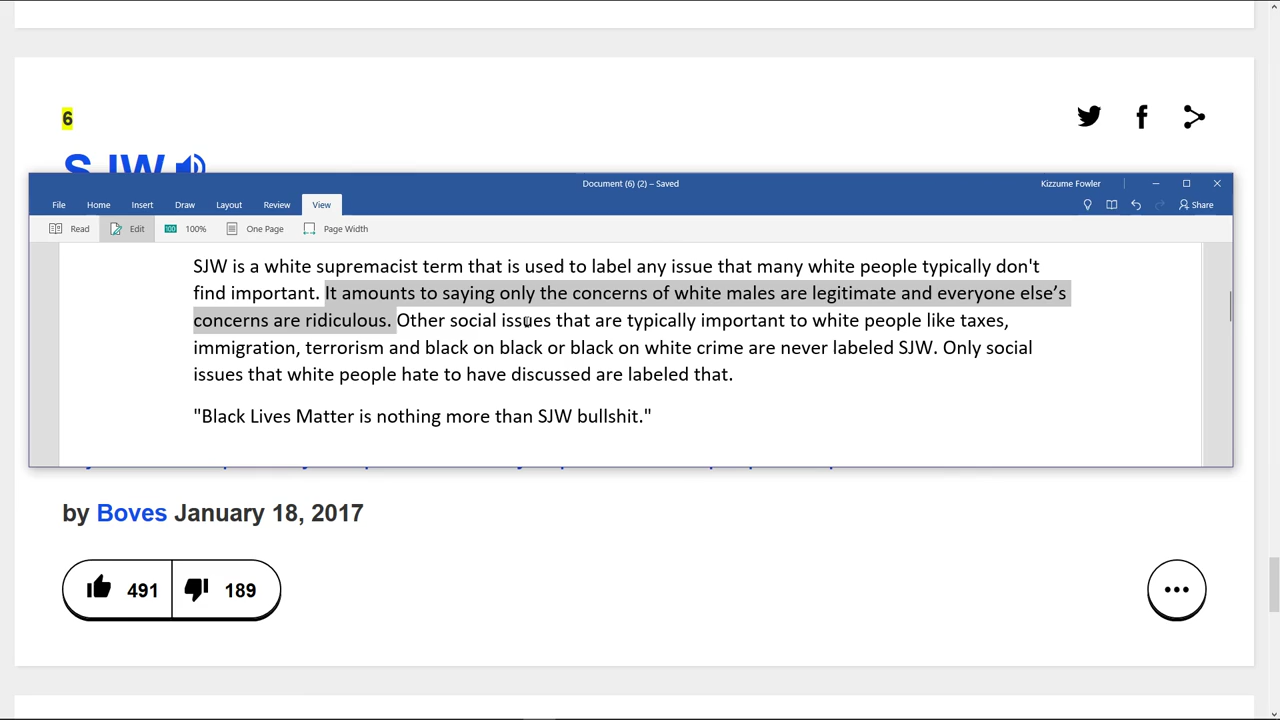 6
SJW
Document (6) (2) – Saved
Kizzume Fowler
File Home Insert Draw Layout Review View
Share
Read Edit 100 100% One Page Page Width
SJW is a white supremacist term that is used to label any issue that many white people typically don't
find important. It amounts to saying only the concerns of white males are legitimate and everyone else’s
concerns are ridiculous. Other social issues that are typically important to white people like taxes,
immigration, terrorism and black on black or black on white crime are never labeled SJW. Only social
issues that white people hate to have discussed are labeled that.
"Black Lives Matter is nothing more than SJW bullshit."
by Boves January 18, 2017
491 189